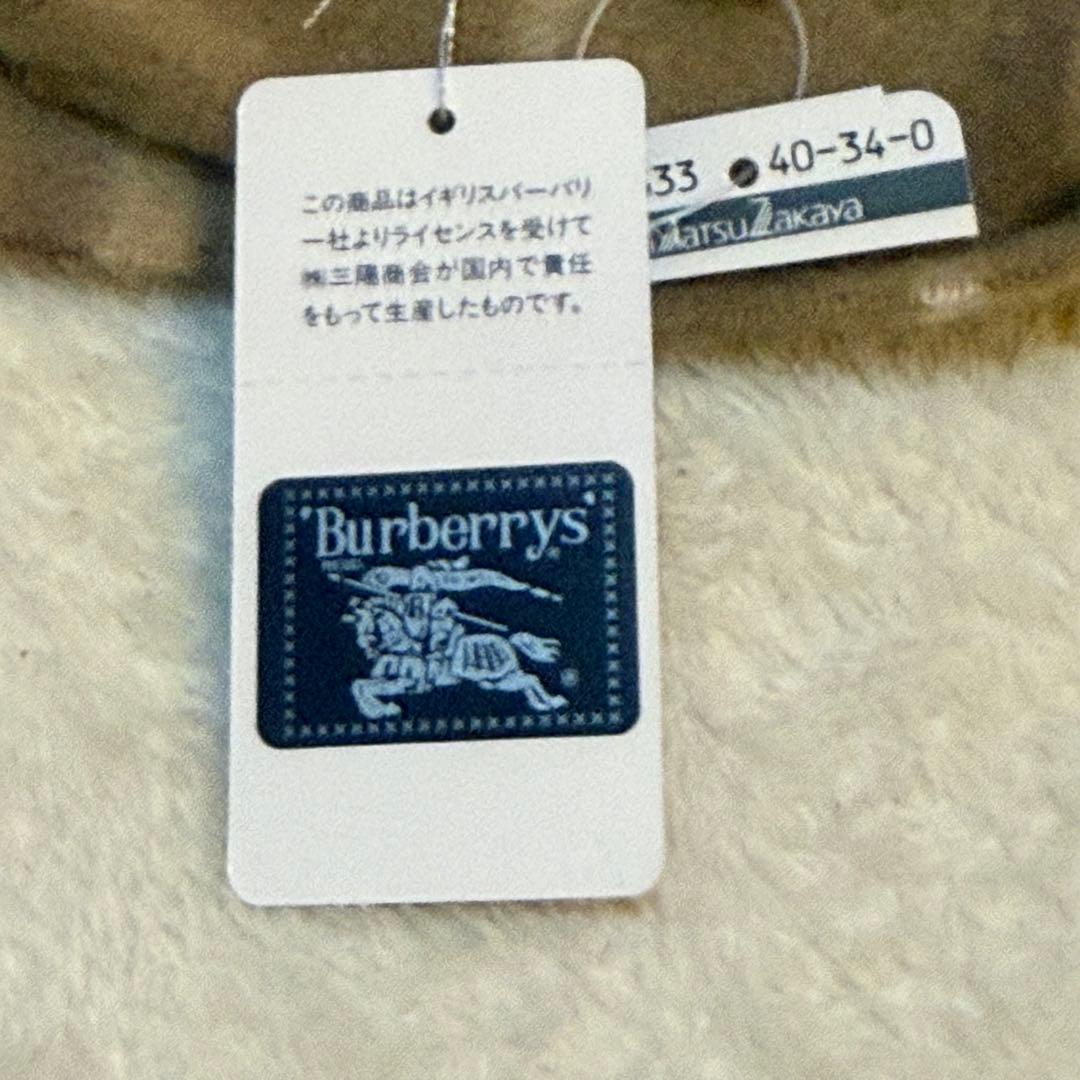 この商品はイギリスバーバリ
ー社よりライセンスを受けて
㈱三陽商会が国内で責任
をもって生産したものです。
'Burberrys'
33 40-34-0
MatsuZakaya